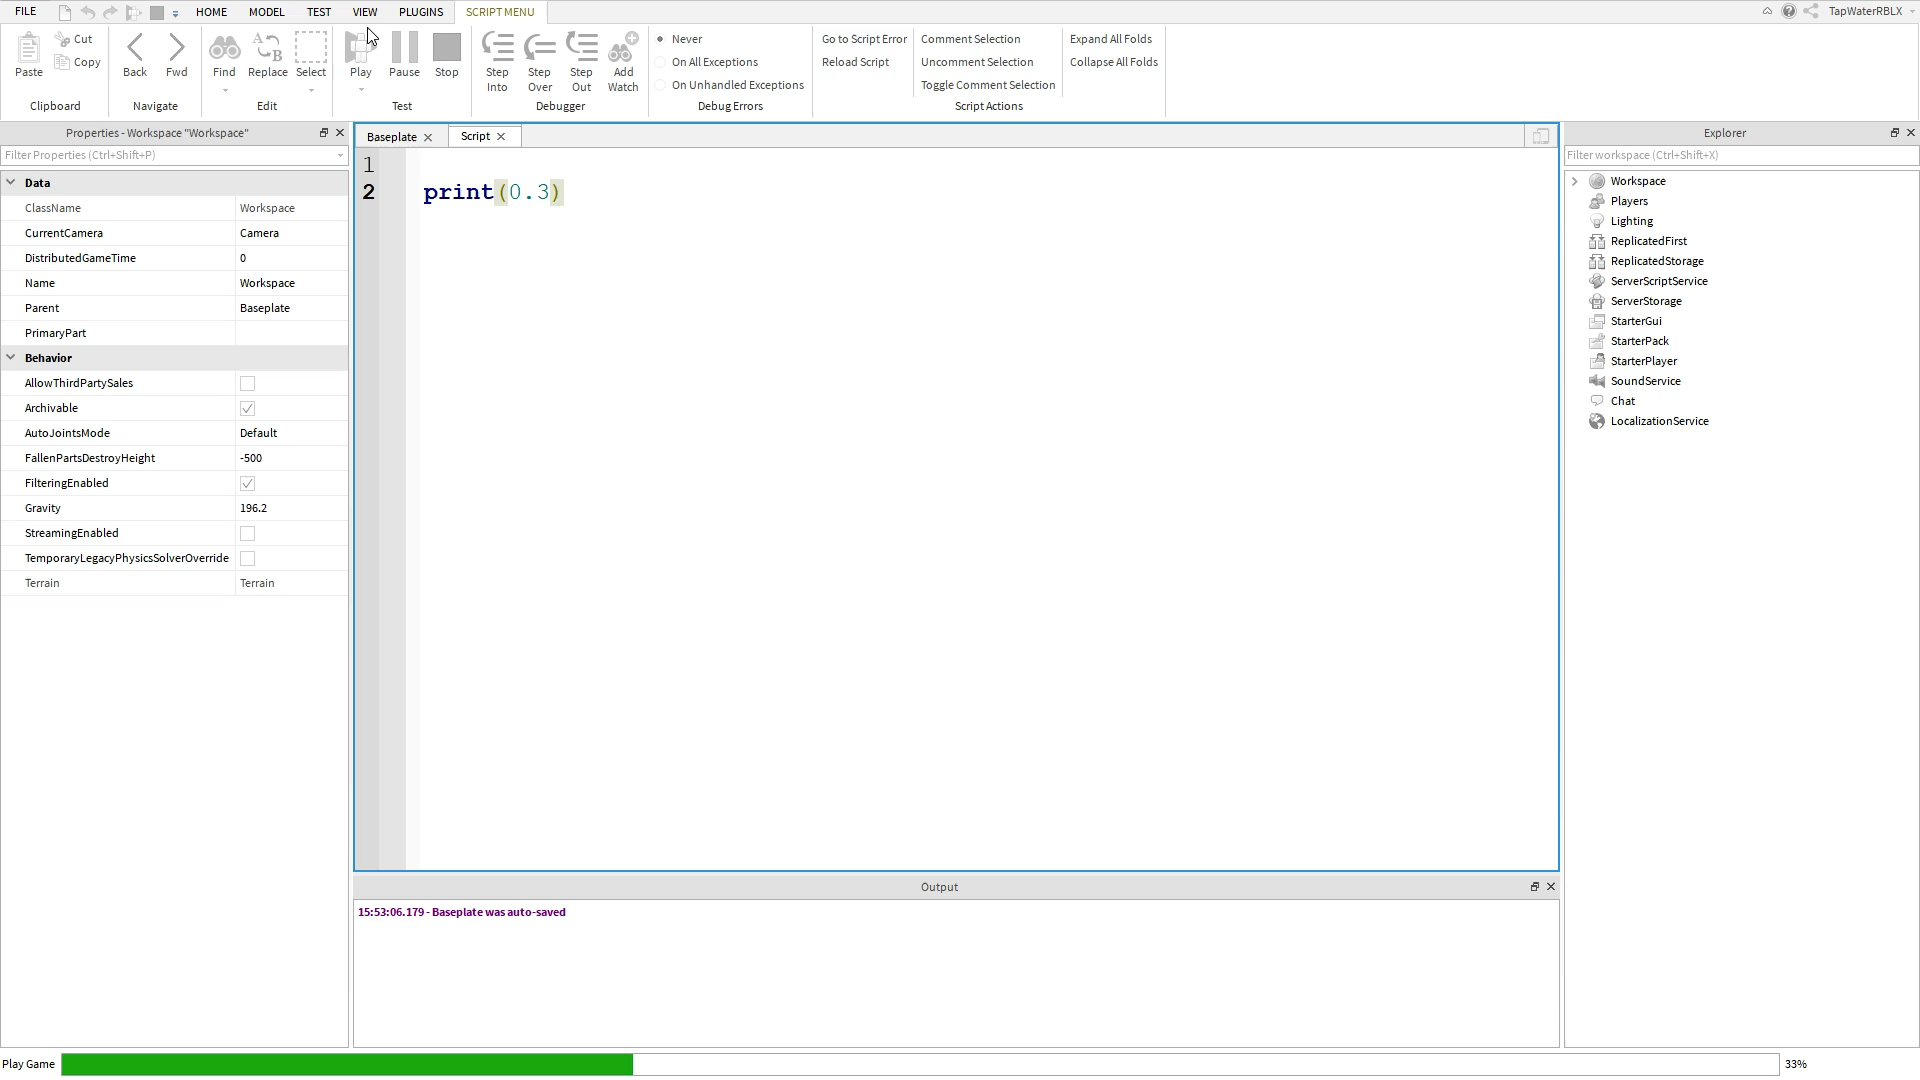 FILE HOME MODEL TEST VIEW PLUGINS SCRIPT MENU TapWaterRBLX
Paste Cut Copy Clipboard
Back Fwd Navigate
Find Replace Select Edit
Play Pause Stop Test
Step Into Step Over Step Out Add Watch Debugger
Never
On All Exceptions
On Unhandled Exceptions
Debug Errors
Go to Script Error
Reload Script
Comment Selection
Uncomment Selection
Toggle Comment Selection
Expand All Folds
Collapse All Folds
Script Actions
Properties - Workspace "Workspace"
Filter Properties (Ctrl+Shift+P)
Data
ClassName Workspace
CurrentCamera Camera
DistributedGameTime 0
Name Workspace
Parent Baseplate
PrimaryPart
Behavior
AllowThirdPartySales
Archivable
AutoJointsMode Default
FallenPartsDestroyHeight -500
FilteringEnabled
Gravity 196.2
StreamingEnabled
TemporaryLegacyPhysicsSolverOverride
Terrain Terrain
Baseplate Script
1
2 print(0.3)
Output
15:53:06.179 - Baseplate was auto-saved
Explorer
Filter workspace (Ctrl+Shift+X)
Workspace
Players
Lighting
ReplicatedFirst
ReplicatedStorage
ServerScriptService
ServerStorage
StarterGui
StarterPack
StarterPlayer
SoundService
Chat
LocalizationService
Play Game 33%